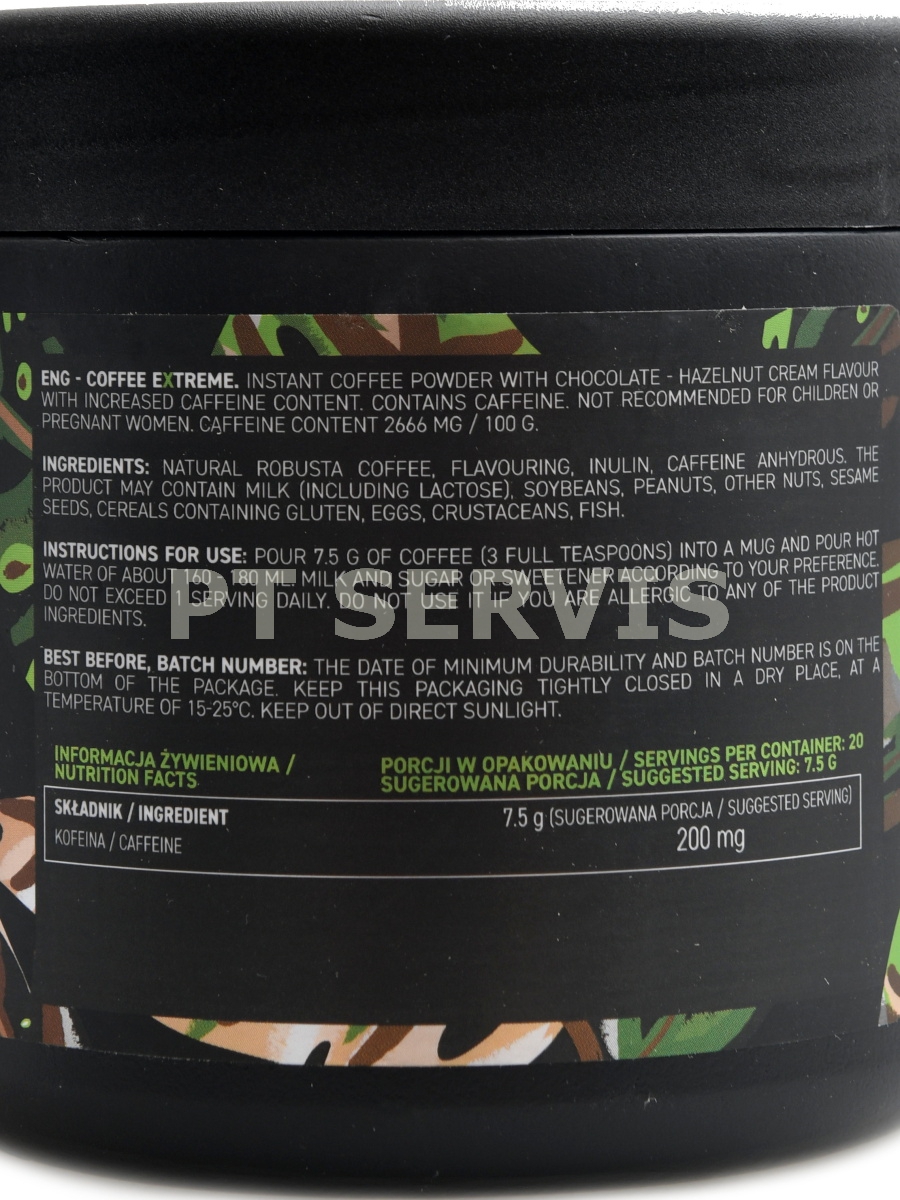 ENG - COFFEE EXTREME. INSTANT COFFEE POWDER WITH CHOCOLATE - HAZELNUT CREAM FLAVOUR
WITH INCREASED CAFFEINE CONTENT. CONTAINS CAFFEINE. NOT RECOMMENDED FOR CHILDREN OR
PREGNANT WOMEN. CAFFEINE CONTENT 2666 MG / 100 G.
INGREDIENTS: NATURAL ROBUSTA COFFEE, FLAVOURING, INULIN, CAFFEINE ANHYDROUS. THE
PRODUCT MAY CONTAIN MILK (INCLUDING LACTOSE), SOYBEANS, PEANUTS, OTHER NUTS, SESAME
SEEDS, CEREALS CONTAINING GLUTEN, EGGS, CRUSTACEANS, FISH.
INSTRUCTIONS FOR USE: POUR 7.5 G OF COFFEE (3 FULL TEASPOONS) INTO A MUG AND POUR HOT
WATER OF ABOUT 160 - 180 ML. MILK AND SUGAR OR SWEETENER ACCORDING TO YOUR PREFERENCE.
DO NOT EXCEED 1 SERVING DAILY. DO NOT USE IF YOU ARE ALLERGIC TO ANY OF THE PRODUCT
INGREDIENTS.
PT SERVIS
BEST BEFORE, BATCH NUMBER: THE DATE OF MINIMUM DURABILITY AND BATCH NUMBER IS ON THE
BOTTOM OF THE PACKAGE. KEEP THIS PACKAGING TIGHTLY CLOSED IN A DRY PLACE, AT A
TEMPERATURE OF 15-25°C. KEEP OUT OF DIRECT SUNLIGHT.
INFORMACJA ŻYWIENIOWA /
NUTRITION FACTS
PORCJI W OPAKOWANIU / SERVINGS PER CONTAINER: 20
SUGEROWANA PORCJA / SUGGESTED SERVING: 7.5 G
SKŁADNIK / INGREDIENT
7.5 g (SUGEROWANA PORCJA / SUGGESTED SERVING)
KOFEINA / CAFFEINE
200 mg